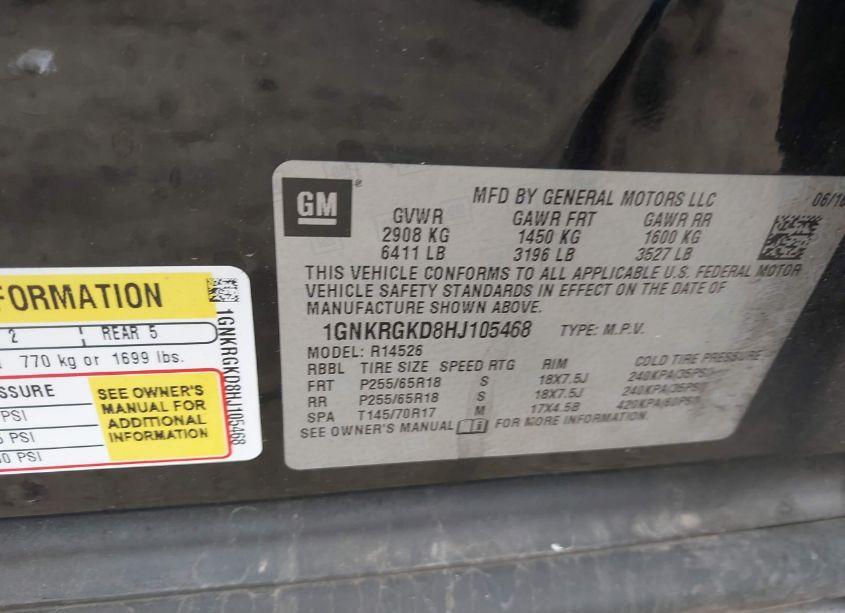 FORMATION
2 REAR 5
770 kg or 1699 lbs.
SSURE
PSI
PSI
0 PSI
SEE OWNER'S
MANUAL FOR
ADDITIONAL
INFORMATION
1GNKRGKD8HJ105468
GM
MFD BY GENERAL MOTORS LLC 06/16
GVWR GAWR FRT GAWR RR
2908 KG 1450 KG 1600 KG
6411 LB 3196 LB 3527 LB
THIS VEHICLE CONFORMS TO ALL APPLICABLE U.S. FEDERAL MOTOR
VEHICLE SAFETY STANDARDS IN EFFECT ON THE DATE OF
MANUFACTURE SHOWN ABOVE.
1GNKRGKD8HJ105468 TYPE: M.P.V.
MODEL: R14526
RBBL TIRE SIZE SPEED RTG RIM COLD TIRE PRESSURE
FRT P255/65R18 S 18X7.5J 240KPA(35PSI)
RR P255/65R18 S 18X7.5J 240KPA(35PSI)
SPA T145/70R17 M 17X4.5B 420KPA(60PSI)
SEE OWNER'S MANUAL FOR MORE INFORMATION.